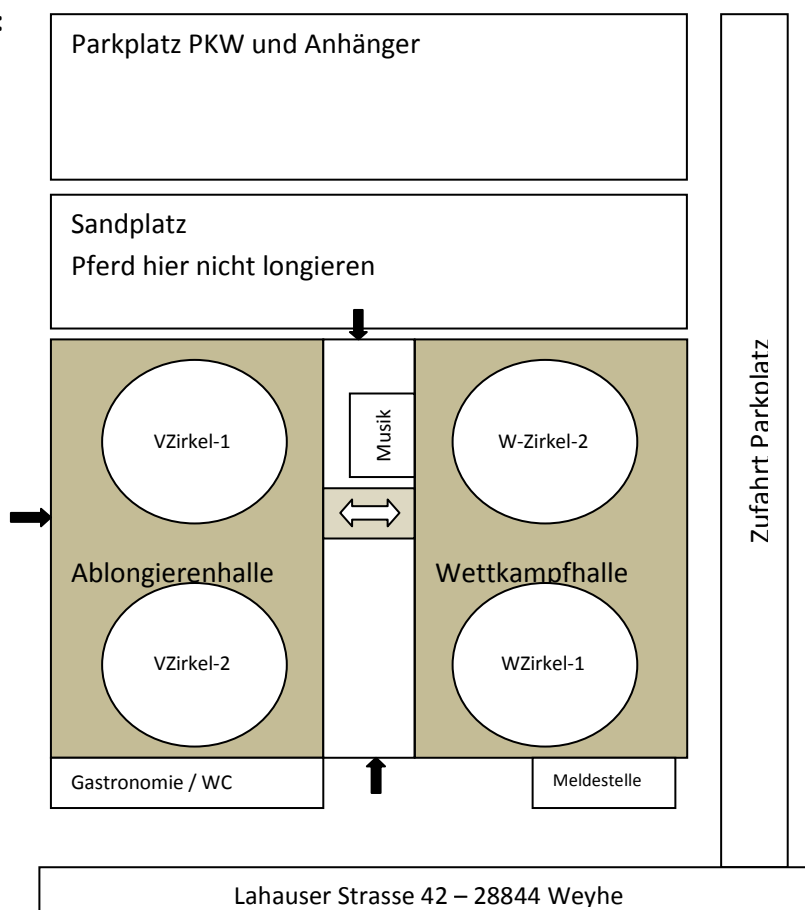 :
Parkplatz PKW und Anhänger
Sandplatz
Pferd hier nicht longieren
Zufahrt Parkplatz
VZirkel-1
Musik
W-Zirkel-2
Ablongierenhalle
Wettkampfhalle
VZirkel-2
WZirkel-1
Gastronomie / WC
Meldestelle
Lahauser Strasse 42 – 28844 Weyhe